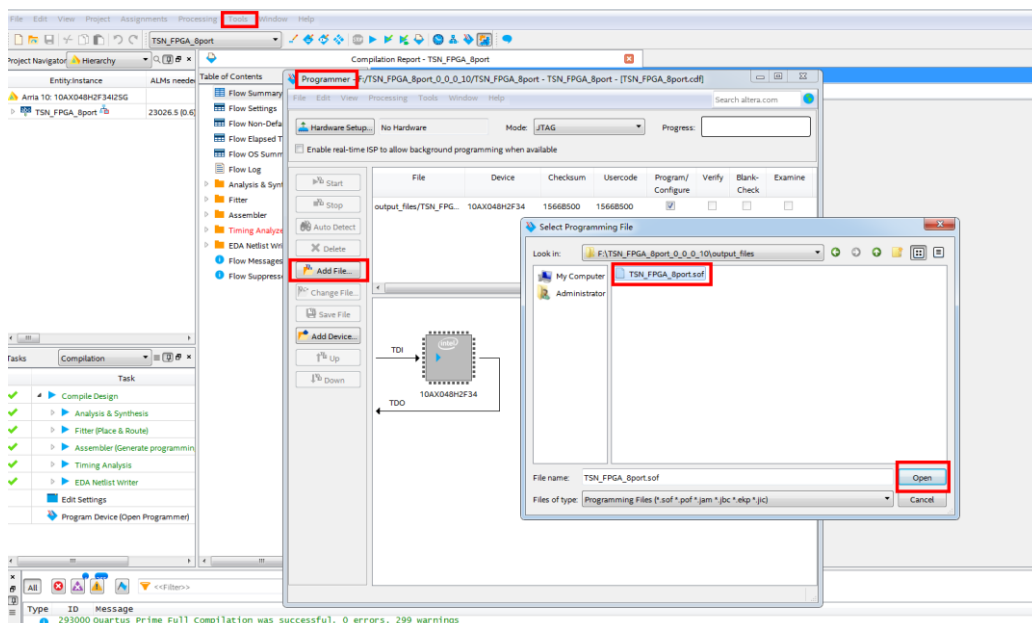 File Edit View Project Assignments Processing Tools Window Help
TSN_FPGA_8port
Project Navigator Hierarchy
Compilation Report - TSN_FPGA_8port
Entity:Instance ALMs neede
Arria 10: 10AX048H2F34I2SG
TSN_FPGA_8port 23026.5 (0.6)
Table of Contents
Flow Summary
Flow Settings
Flow Non-Defa
Flow Elapsed T
Flow OS Summ
Flow Log
Analysis & Synt
Fitter
Assembler
Timing Analyze
EDA Netlist Wri
Flow Messages
Flow Suppress
Programmer - F:/TSN_FPGA_8port_0_0_0_10/TSN_FPGA_8port - TSN_FPGA_8port - [TSN_FPGA_8port.cdf]
File Edit View Processing Tools Window Help
Search altera.com
Hardware Setup... No Hardware Mode: JTAG Progress:
Enable real-time ISP to allow background programming when available
Start
Stop
Auto Detect
Delete
Add File...
Change File...
Save File
Add Device...
Up
Down
File Device Checksum Usercode Program/Configure Verify Blank-Check Examine
output_files/TSN_FPG... 10AX048H2F34 1566B500 1566B500
TDI
intel
10AX048H2F34
TDO
Select Programming File
Look in: F:\TSN_FPGA_8port_0_0_0_10\output_files
My Computer
Administrator
TSN_FPGA_8port.sof
File name: TSN_FPGA_8port.sof
Open
Files of type: Programming Files (*.sof *.pof *.jam *.jbc *.ekp *.jic)
Cancel
Tasks Compilation
Task
Compile Design
Analysis & Synthesis
Fitter (Place & Route)
Assembler (Generate programmin
Timing Analysis
EDA Netlist Writer
Edit Settings
Program Device (Open Programmer)
All <<Filter>>
Type ID Message
293000 Quartus Prime Full Compilation was successful. 0 errors, 299 warnings